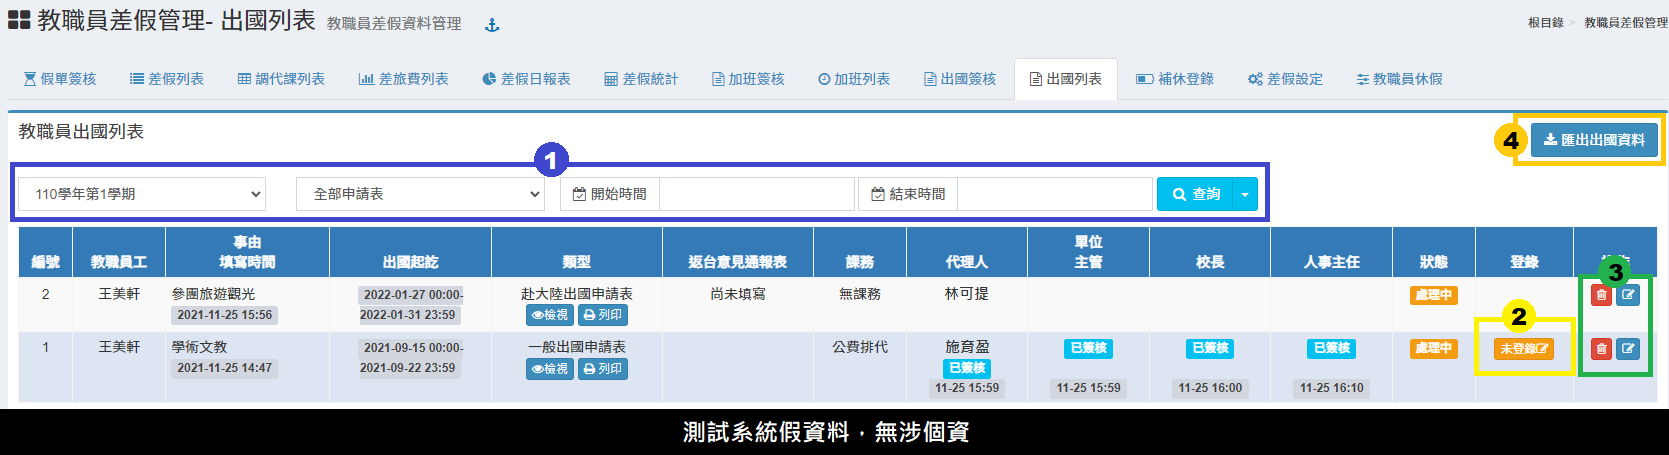 教職員差假管理- 出國列表 教職員差假資料管理
根目錄 > 教職員差假管理
假單簽核 差假列表 調代課列表 差旅費列表 差假日報表 差假統計 加班簽核 加班列表 出國簽核 出國列表 補休登錄 差假設定 教職員休假
教職員出國列表
4 匯出出國資料
1
110學年第1學期 全部申請表 開始時間 結束時間 查詢
編號 教職員工 事由 填寫時間 出國起訖 類型 返台意見通報表 課務 代理人 單位 主管 校長 人事主任 狀態 登錄
3
2 王美軒 參團旅遊觀光 2022-01-27 00:00- 赴大陸出國申請表 尚未填寫 無課務 林可提 處理中
2021-11-25 15:56 2022-01-31 23:59 檢視 列印
2
1 王美軒 學術文教 2021-09-15 00:00- 一般出國申請表 公費排代 施育盈 已簽核 已簽核 已簽核 處理中 未登錄
2021-11-25 14:47 2021-09-22 23:59 檢視 列印 已簽核
11-25 15:59 11-25 15:59 11-25 16:00 11-25 16:10
測試系統假資料，無涉個資